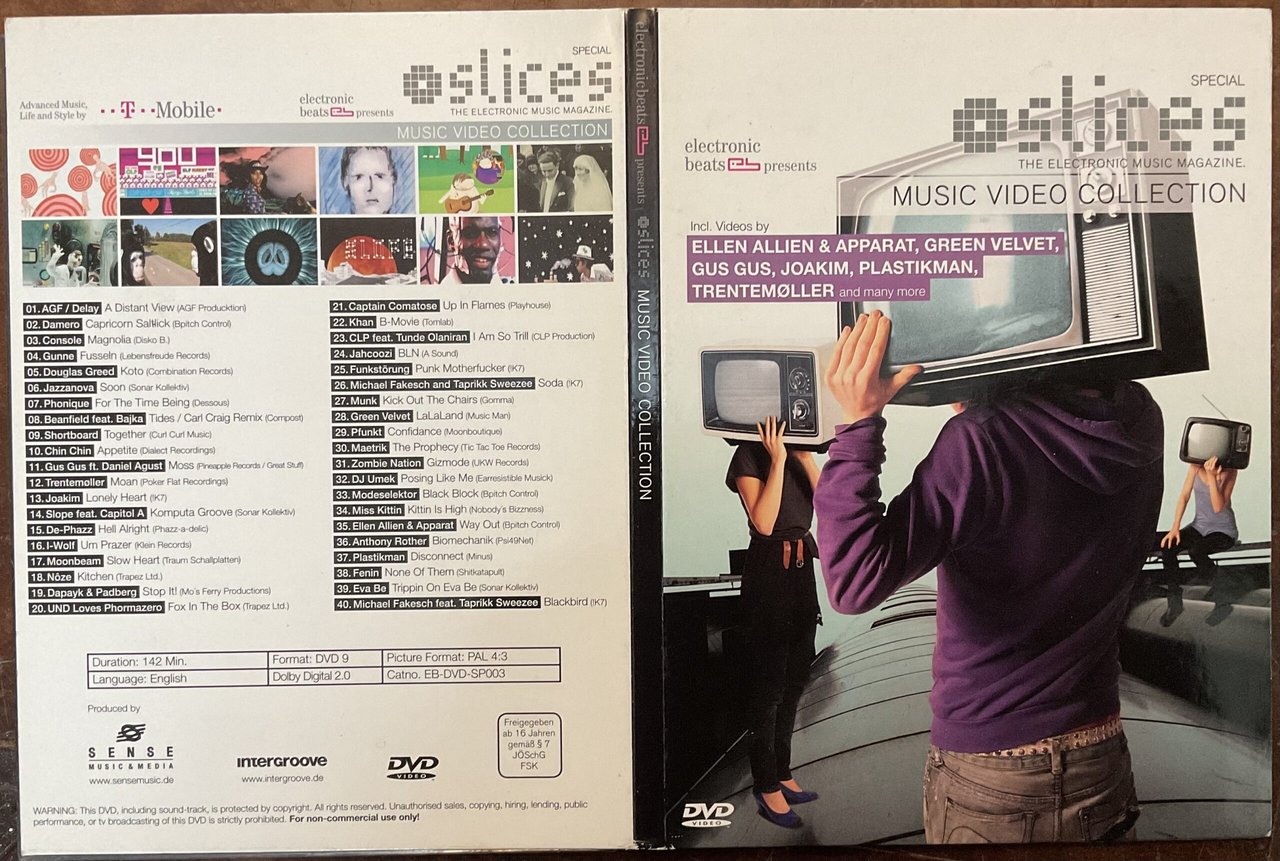 SPECIAL
slices
Advanced Music,
Life and Style by
··T··Mobile·
electronic
beats eb presents
THE ELECTRONIC MUSIC MAGAZINE.
MUSIC VIDEO COLLECTION
YOU
01. AGF / Delay A Distant View (AGF Producktion)
02. Damero Capricorn Saltlick (Bpitch Control)
03. Console Magnolia (Disko B.)
04. Gunne Fusseln (Lebensfreude Records)
05. Douglas Greed Koto (Combination Records)
06. Jazzanova Soon (Sonar Kollektiv)
07. Phonique For The Time Being (Dessous)
08. Beanfield feat. Bajka Tides / Carl Craig Remix (Compost)
09. Shortboard Together (Curl Curl Music)
10. Chin Chin Appetite (Dialect Recordings)
11. Gus Gus ft. Daniel Agust Moss (Pineapple Records / Great Stuff)
12. Trentemøller Moan (Poker Flat Recordings)
13. Joakim Lonely Heart (!K7)
14. Slope feat. Capitol A Komputa Groove (Sonar Kollektiv)
15. De-Phazz Hell Alright (Phazz-a-delic)
16. I-Wolf Um Prazer (Klein Records)
17. Moonbeam Slow Heart (Traum Schallplatten)
18. Nôze Kitchen (Trapez Ltd.)
19. Dapayk & Padberg Stop It! (Mo's Ferry Productions)
20. UND Loves Phormazero Fox In The Box (Trapez Ltd.)
21. Captain Comatose Up In Flames (Playhouse)
22. Khan B-Movie (Tomlab)
23. CLP feat. Tunde Olaniran I Am So Trill (CLP Production)
24. Jahcoozi BLN (A Sound)
25. Funkstörung Punk Motherfucker (!K7)
26. Michael Fakesch and Taprikk Sweezee Soda (!K7)
27. Munk Kick Out The Chairs (Gomma)
28. Green Velvet LaLaLand (Music Man)
29. Pfunkt Confidance (Moonboutique)
30. Maetrik The Prophecy (Tic Tac Toe Records)
31. Zombie Nation Gizmode (UKW Records)
32. DJ Umek Posing Like Me (Earresistible Musick)
33. Modeselektor Black Block (Bpitch Control)
34. Miss Kittin Kittin Is High (Nobody's Bizzness)
35. Ellen Allien & Apparat Way Out (Bpitch Control)
36. Anthony Rother Biomechanik (Psi49Net)
37. Plastikman Disconnect (Minus)
38. Fenin None Of Them (Shitkatapult)
39. Eva Be Trippin On Eva Be (Sonar Kollektiv)
40. Michael Fakesch feat. Taprikk Sweezee Blackbird (!K7)
Duration: 142 Min. Format: DVD 9 Picture Format: PAL 4:3
Language: English Dolby Digital 2.0 Catno. EB-DVD-SP003
Produced by
SENSE
MUSIC & MEDIA
www.sensemusic.de
intergroove
www.intergroove.de
DVD
VIDEO
Freigegeben
ab 16 Jahren
gemäß § 7
JÖSchG
FSK
WARNING: This DVD, including sound-track, is protected by copyright. All rights reserved. Unauthorised sales, copying, hiring, lending, public
performance, or tv broadcasting of this DVD is strictly prohibited. For non-commercial use only!
electronic beats eb presents slices MUSIC VIDEO COLLECTION
SPECIAL
slices
electronic
beats eb presents
THE ELECTRONIC MUSIC MAGAZINE.
MUSIC VIDEO COLLECTION
Incl. Videos by
ELLEN ALLIEN & APPARAT, GREEN VELVET,
GUS GUS, JOAKIM, PLASTIKMAN,
TRENTEMØLLER and many more
DVD
VIDEO